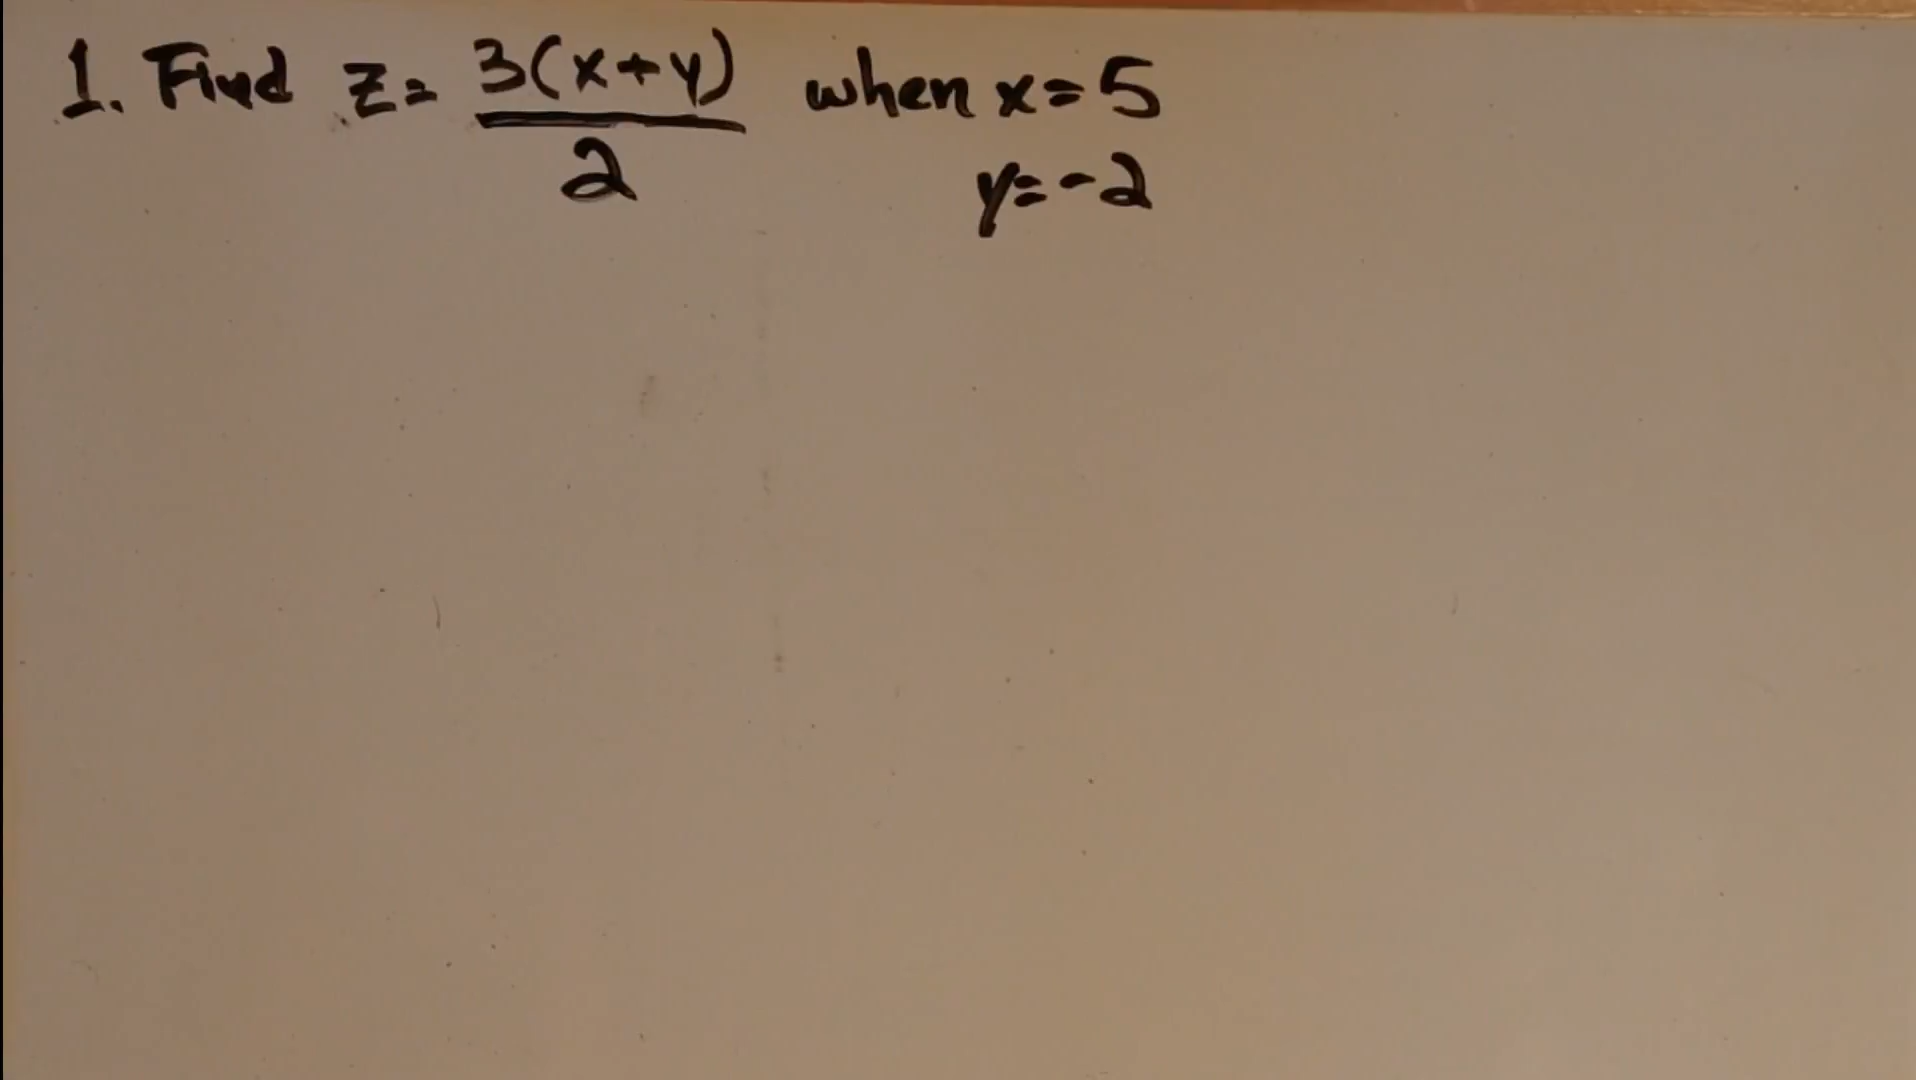 1. Find z = 3(x+y) when x=5
2 y=-2